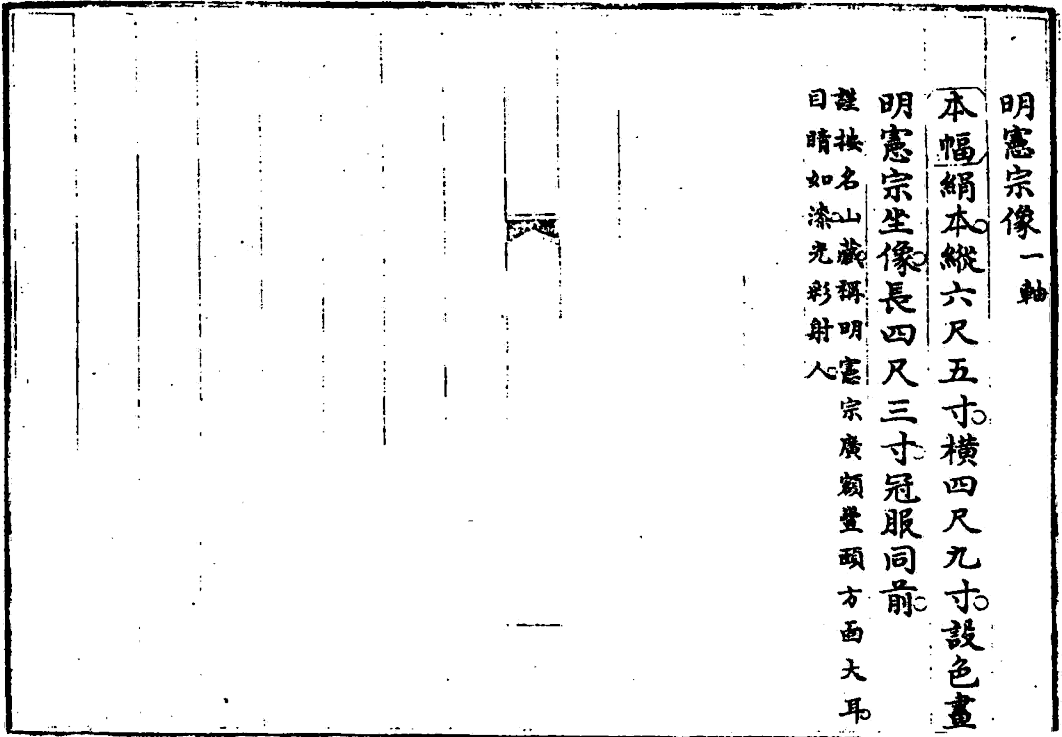 明憲宗像一軸
本幅絹本縱六尺五寸橫四尺九寸設色畫
明憲宗坐像長四尺三寸冠服同前
謹按名山藏稱明憲宗廣額豐頤方面大耳
目睛如漆光彩射人